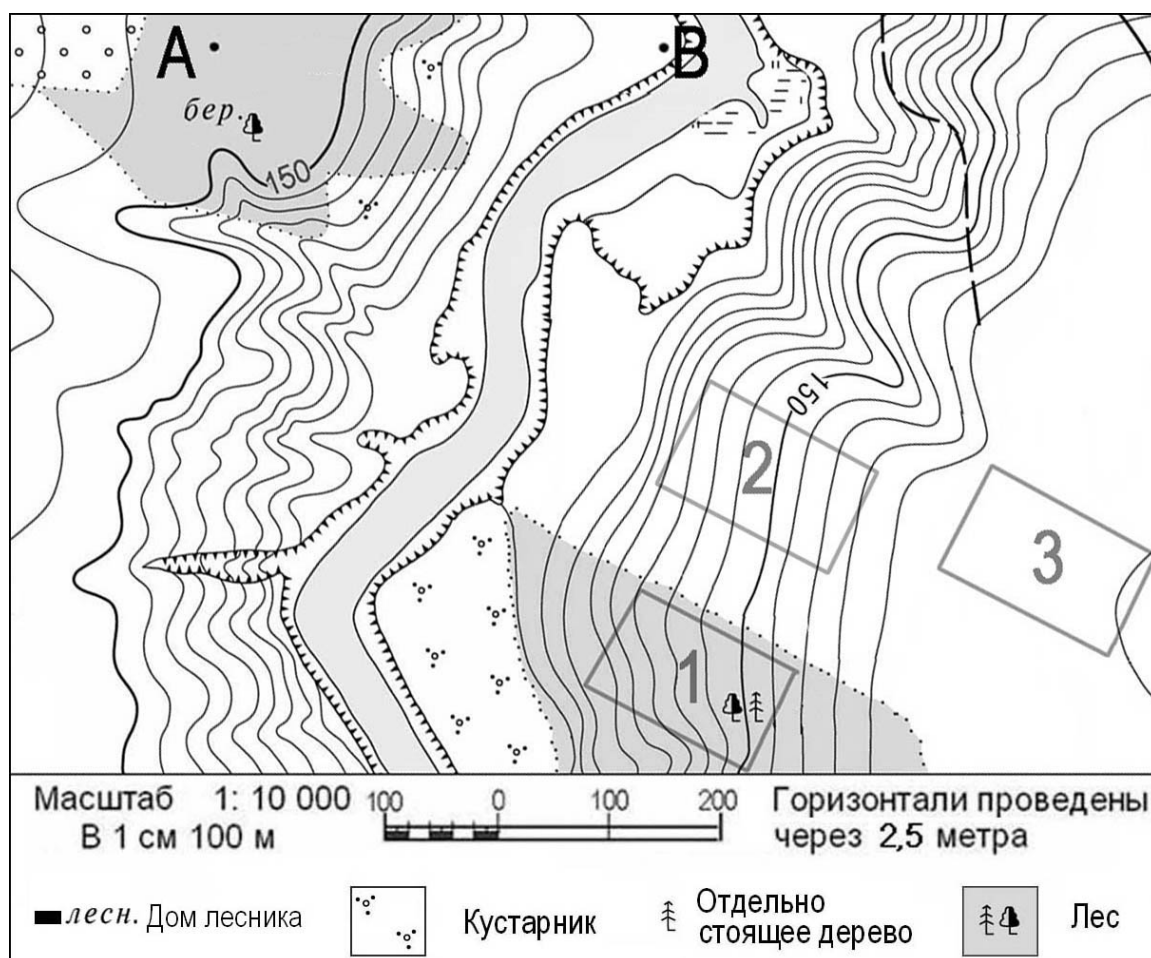 А В
бер.
150
150
2
3
1
Масштаб 1: 10 000 100 0 100 200 Горизонтали проведены
В 1 см 100 м через 2,5 метра
лесн. Дом лесника Кустарник Отдельно стоящее дерево Лес